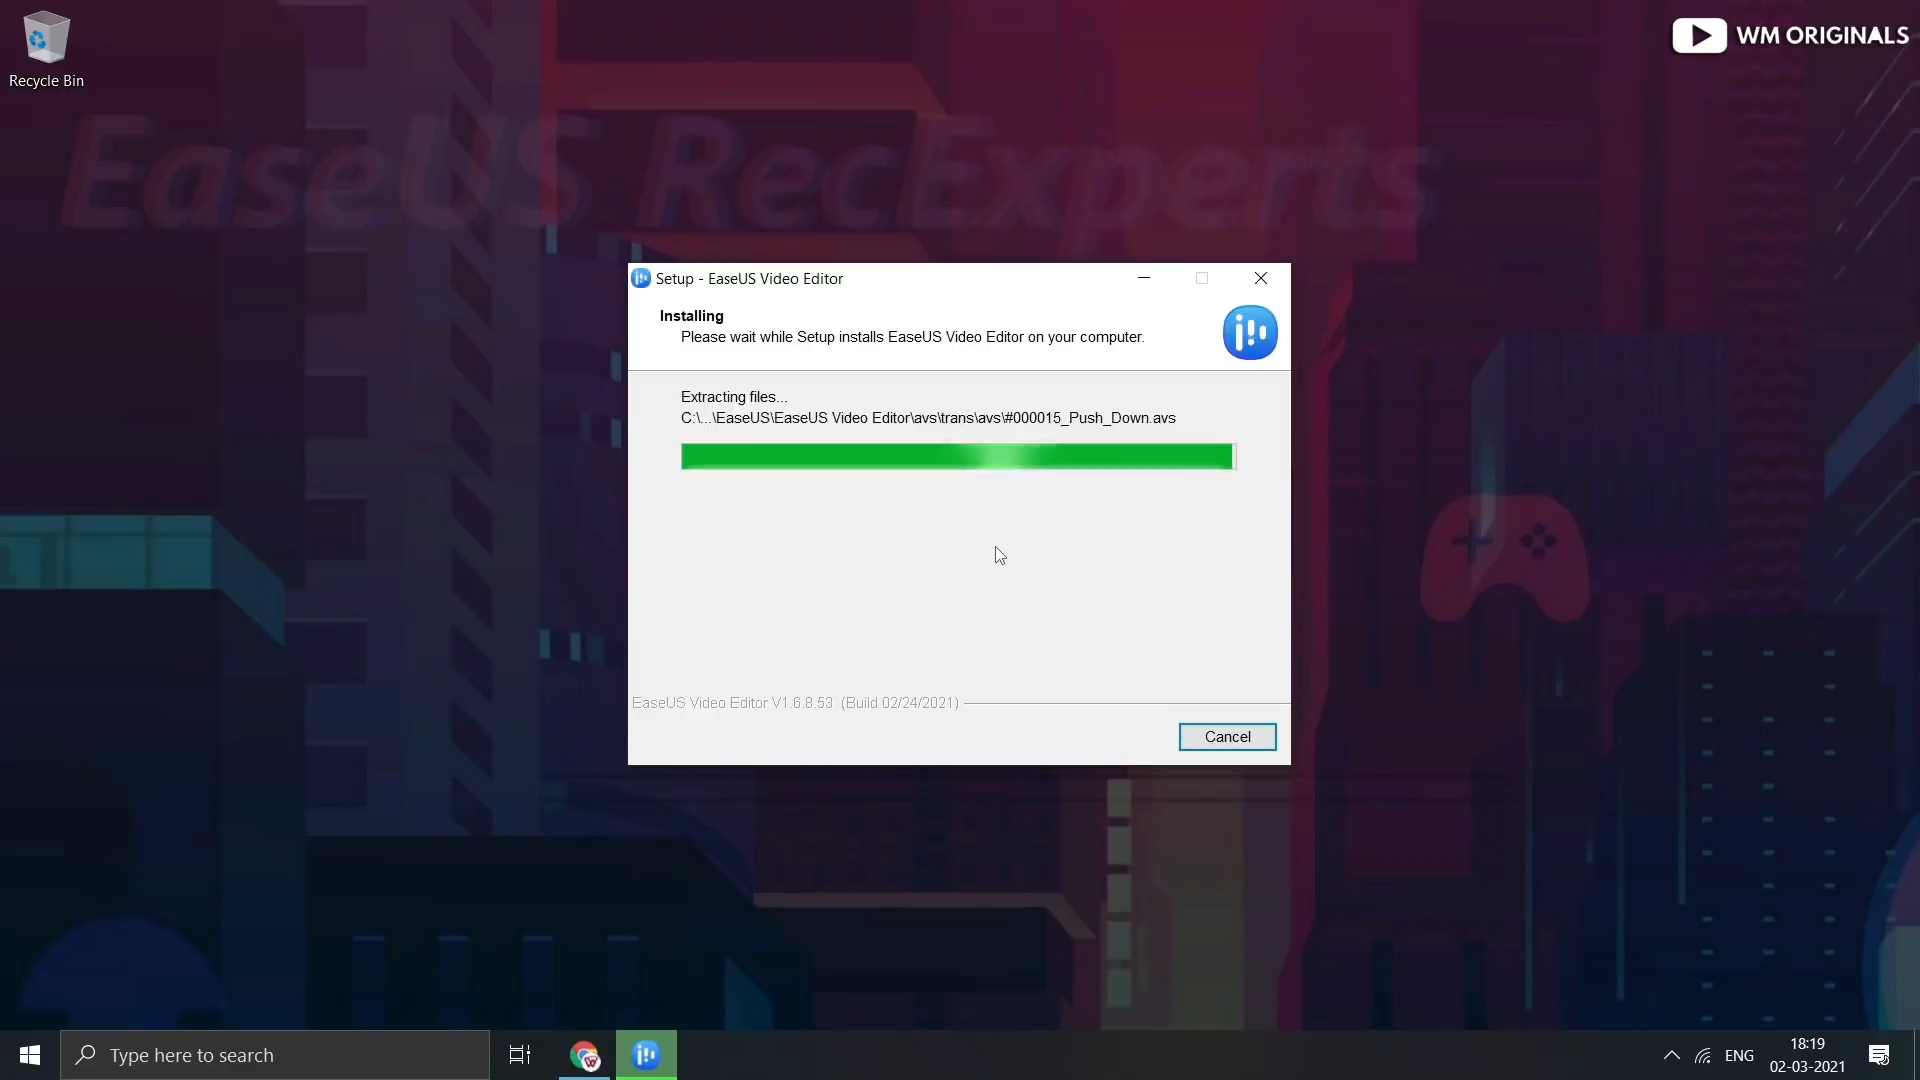 Recycle Bin
WM ORIGINALS
EaseUS RecExperts
Setup - EaseUS Video Editor
Installing
Please wait while Setup installs EaseUS Video Editor on your computer.
Extracting files...
C:\...\EaseUS\EaseUS Video Editor\avs\trans\avs\#000015_Push_Down.avs
EaseUS Video Editor V1.6.8.53 (Build 02/24/2021)
Cancel
Type here to search
ENG
18:19
02-03-2021